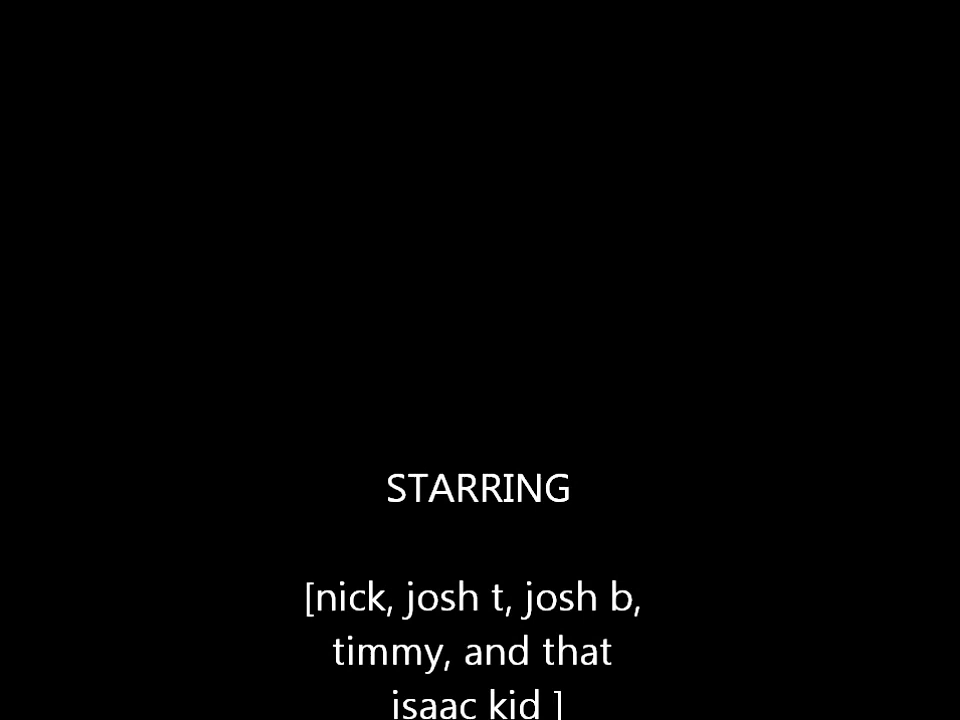 STARRING
[nick, josh t, josh b,
timmy, and that
isaac kid ]